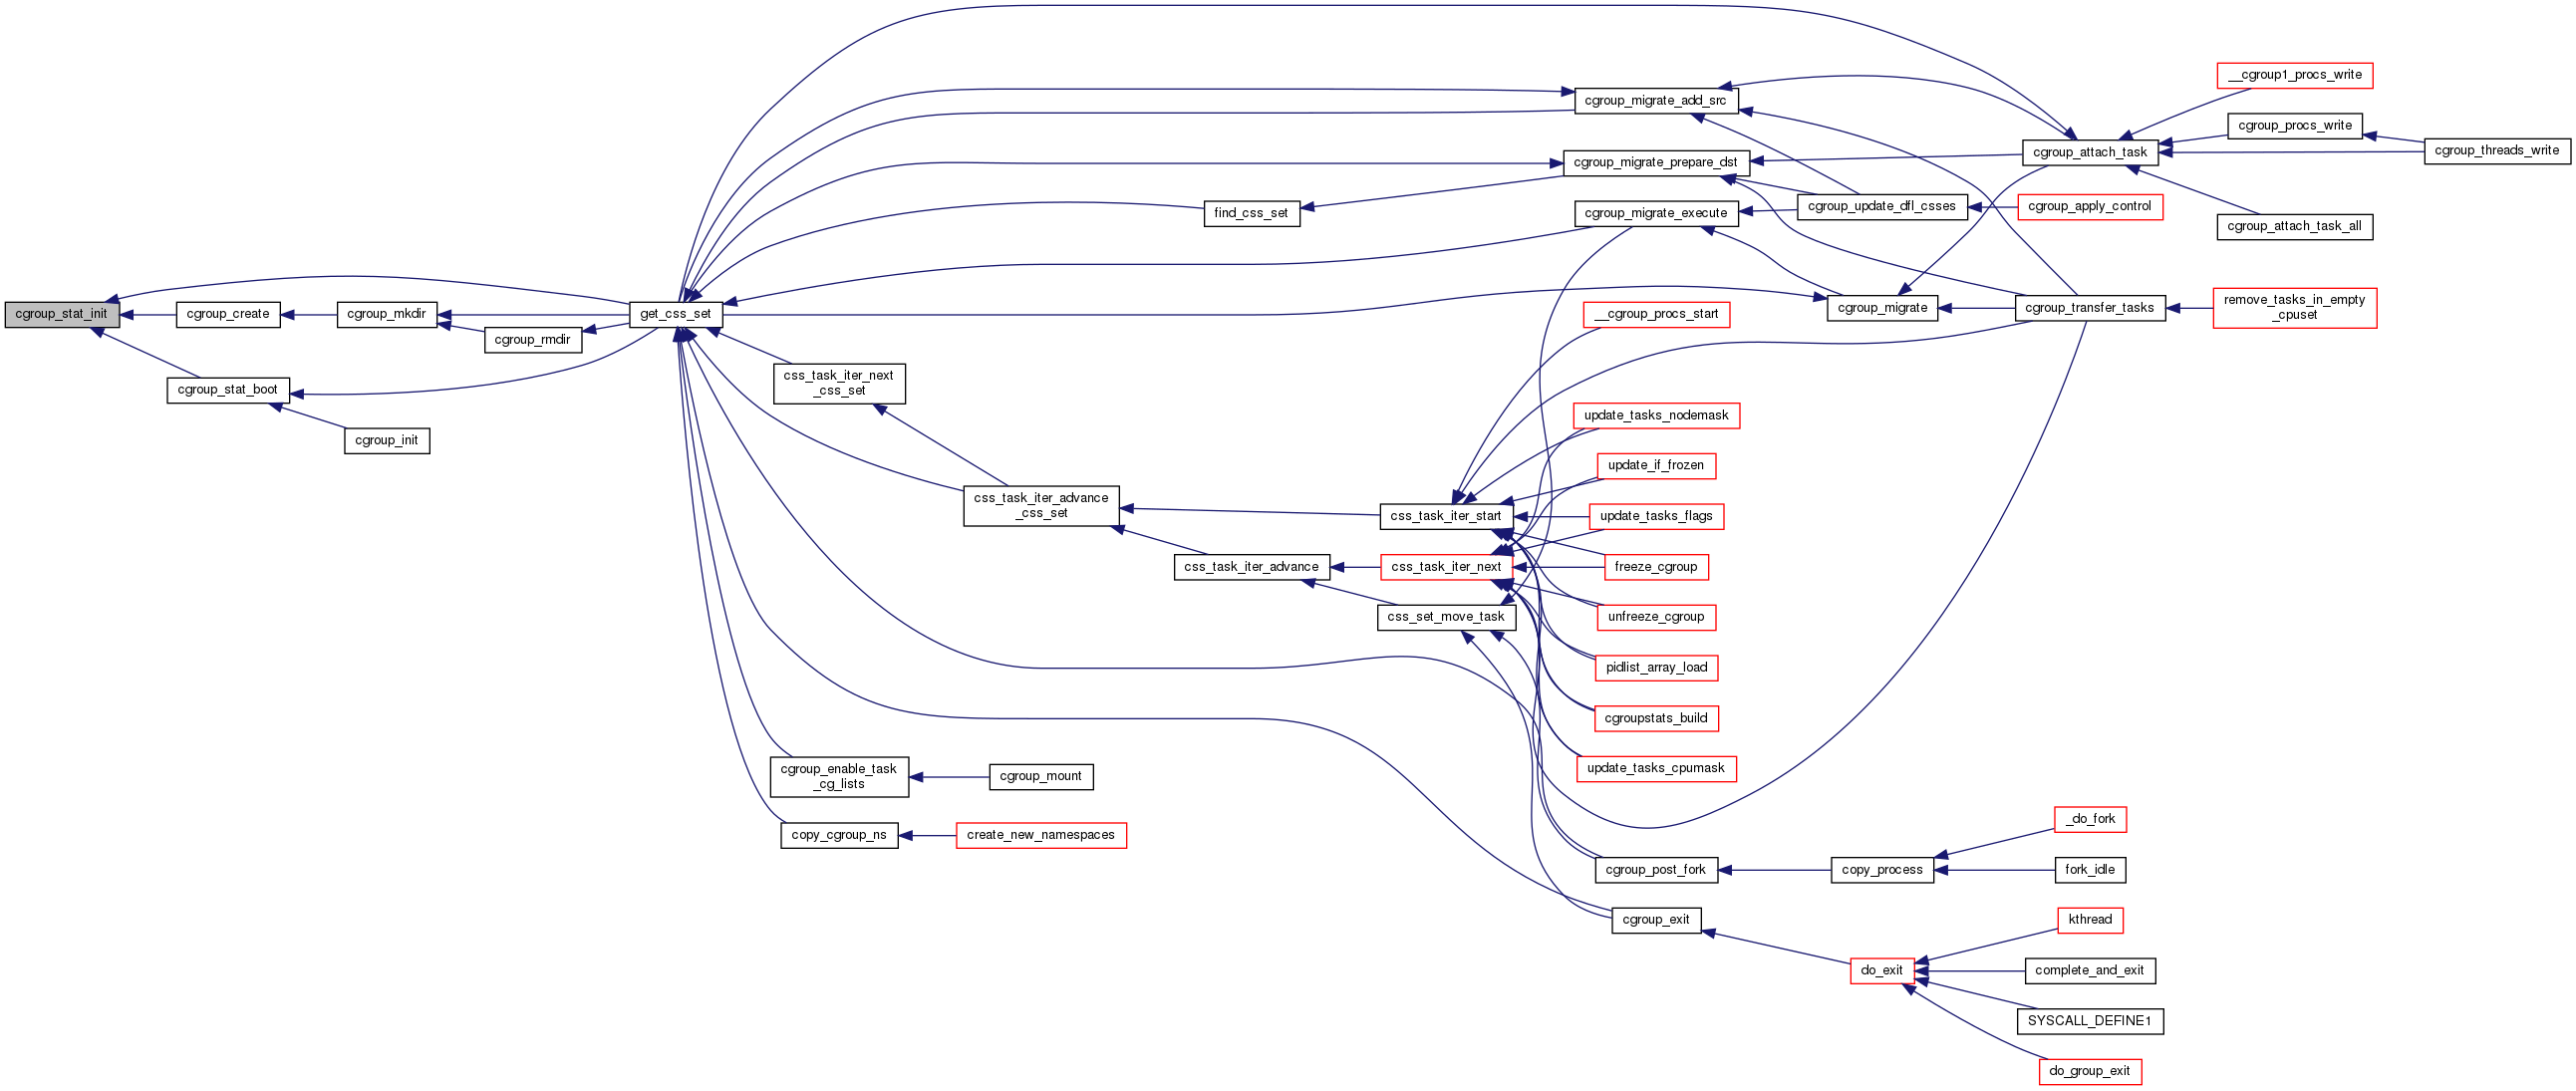 cgroup_stat_init
cgroup_create
cgroup_mkdir
cgroup_rmdir
cgroup_stat_boot
cgroup_init
get_css_set
css_task_iter_next
_css_set
css_task_iter_advance
_css_set
cgroup_enable_task
_cg_lists
cgroup_mount
copy_cgroup_ns
create_new_namespaces
find_css_set
css_task_iter_advance
css_task_iter_start
css_task_iter_next
css_set_move_task
cgroup_migrate_add_src
cgroup_migrate_prepare_dst
cgroup_migrate_execute
__cgroup_procs_start
update_tasks_nodemask
update_if_frozen
update_tasks_flags
freeze_cgroup
unfreeze_cgroup
pidlist_array_load
cgroupstats_build
update_tasks_cpumask
cgroup_post_fork
cgroup_exit
cgroup_update_dfl_csses
cgroup_migrate
copy_process
do_exit
cgroup_attach_task
cgroup_apply_control
cgroup_transfer_tasks
_do_fork
fork_idle
kthread
complete_and_exit
SYSCALL_DEFINE1
do_group_exit
__cgroup1_procs_write
cgroup_procs_write
cgroup_threads_write
cgroup_attach_task_all
remove_tasks_in_empty
_cpuset